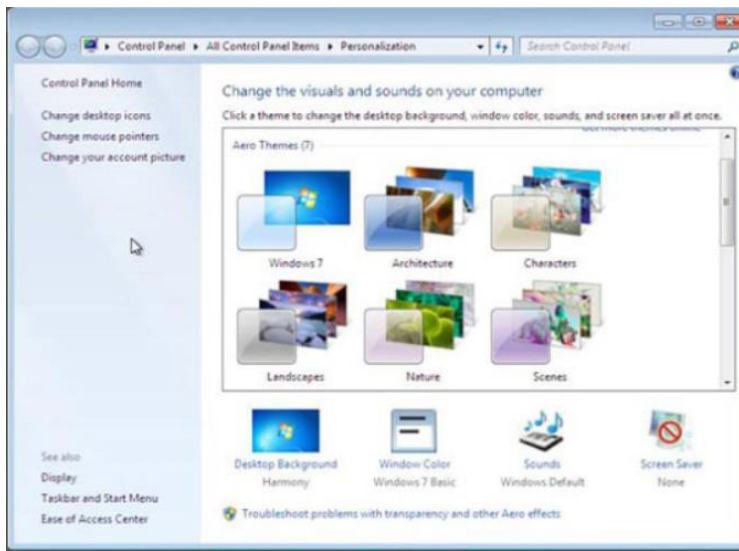 Control Panel ▸ All Control Panel Items ▸ Personalization
Search Control Panel
Control Panel Home
Change desktop icons
Change mouse pointers
Change your account picture
See also
Display
Taskbar and Start Menu
Ease of Access Center
Change the visuals and sounds on your computer
Click a theme to change the desktop background, window color, sounds, and screen saver all at once.
Get more themes online
Aero Themes (7)
Windows 7
Architecture
Characters
Landscapes
Nature
Scenes
Desktop Background
Harmony
Window Color
Windows 7 Basic
Sounds
Windows Default
Screen Saver
None
Troubleshoot problems with transparency and other Aero effects